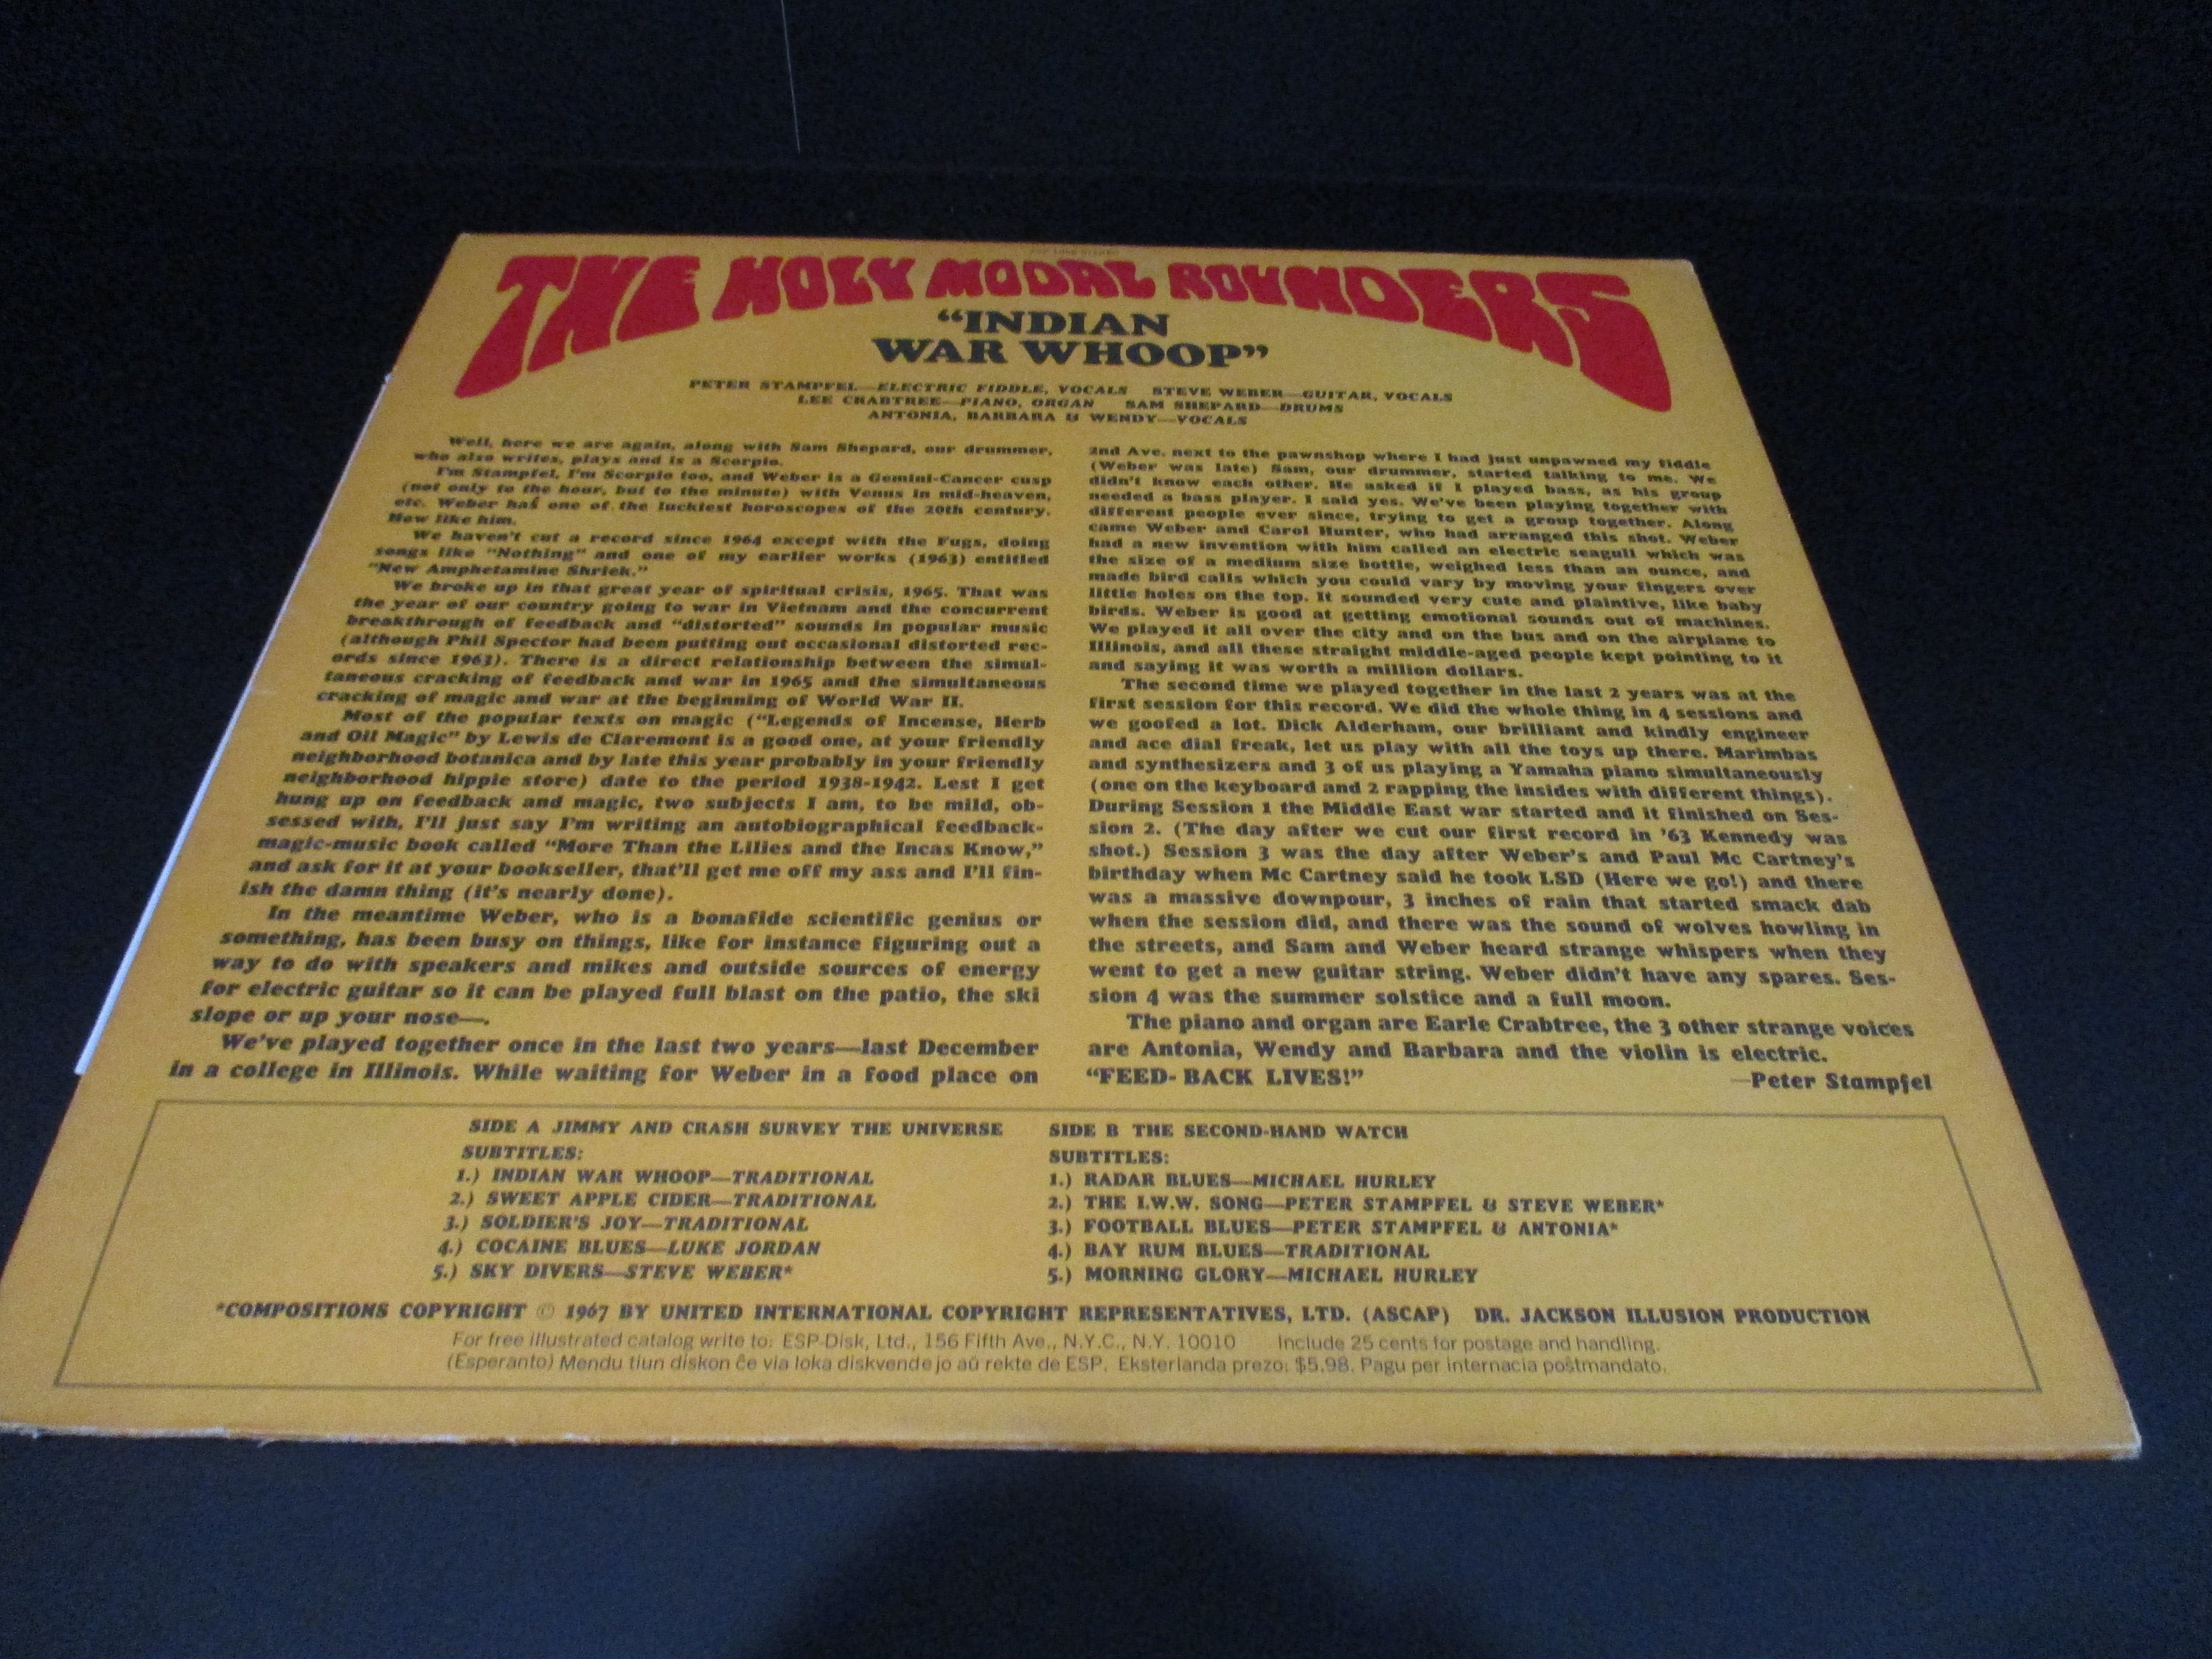 THE HOLY MODAL ROUNDERS
“INDIAN
WAR WHOOP”
PETER STAMPFEL—ELECTRIC FIDDLE, VOCALS STEVE WEBER—GUITAR, VOCALS
LEE CRABTREE—PIANO, ORGAN SAM SHEPARD—DRUMS
ANTONIA, BARBARA & WENDY—VOCALS
Well, here we are again, along with Sam Shepard, our drummer,
who also writes, plays and is a Scorpio.
I'm Stampfel, I'm Scorpio too, and Weber is a Gemini-Cancer cusp
(not only to the hour, but to the minute) with Venus in mid-heaven,
etc. Weber has one of the luckiest horoscopes of the 20th century.
How like him.
We haven't cut a record since 1964 except with the Fugs, doing
songs like “Nothing” and one of my earlier works (1963) entitled
“New Amphetamine Shriek.”
We broke up in that great year of spiritual crisis, 1965. That was
the year of our country going to war in Vietnam and the concurrent
breakthrough of feedback and “distorted” sounds in popular music
(although Phil Spector had been putting out occasional distorted rec-
ords since 1963). There is a direct relationship between the simul-
taneous cracking of feedback and war in 1965 and the simultaneous
cracking of magic and war at the beginning of World War II.
Most of the popular texts on magic (“Legends of Incense, Herb
and Oil Magic” by Lewis de Claremont is a good one, at your friendly
neighborhood botanica and by late this year probably in your friendly
neighborhood hippie store) date to the period 1938-1942. Lest I get
hung up on feedback and magic, two subjects I am, to be mild, ob-
sessed with, I'll just say I'm writing an autobiographical feedback-
magic-music book called “More Than the Lilies and the Incas Know,”
and ask for it at your bookseller, that'll get me off my ass and I'll fin-
ish the damn thing (it's nearly done).
In the meantime Weber, who is a bonafide scientific genius or
something, has been busy on things, like for instance figuring out a
way to do with speakers and mikes and outside sources of energy
for electric guitar so it can be played full blast on the patio, the ski
slope or up your nose—.
We've played together once in the last two years—last December
in a college in Illinois. While waiting for Weber in a food place on
2nd Ave. next to the pawnshop where I had just unpawned my fiddle
(Weber was late) Sam, our drummer, started talking to me. We
didn't know each other. He asked if I played bass, as his group
needed a bass player. I said yes. We've been playing together with
different people ever since, trying to get a group together. Along
came Weber and Carol Hunter, who had arranged this shot. Weber
had a new invention with him called an electric seagull which was
the size of a medium size bottle, weighed less than an ounce, and
made bird calls which you could vary by moving your fingers over
little holes on the top. It sounded very cute and plaintive, like baby
birds. Weber is good at getting emotional sounds out of machines.
We played it all over the city and on the bus and on the airplane to
Illinois, and all these straight middle-aged people kept pointing to it
and saying it was worth a million dollars.
The second time we played together in the last 2 years was at the
first session for this record. We did the whole thing in 4 sessions and
we goofed a lot. Dick Alderham, our brilliant and kindly engineer
and ace dial freak, let us play with all the toys up there. Marimbas
and synthesizers and 3 of us playing a Yamaha piano simultaneously
(one on the keyboard and 2 rapping the insides with different things).
During Session 1 the Middle East war started and it finished on Ses-
sion 2. (The day after we cut our first record in '63 Kennedy was
shot.) Session 3 was the day after Weber's and Paul Mc Cartney's
birthday when Mc Cartney said he took LSD (Here we go!) and there
was a massive downpour, 3 inches of rain that started smack dab
when the session did, and there was the sound of wolves howling in
the streets, and Sam and Weber heard strange whispers when they
went to get a new guitar string. Weber didn't have any spares. Ses-
sion 4 was the summer solstice and a full moon.
The piano and organ are Earle Crabtree, the 3 other strange voices
are Antonia, Wendy and Barbara and the violin is electric.
“FEED-BACK LIVES!”
—Peter Stampfel
SIDE A JIMMY AND CRASH SURVEY THE UNIVERSE
SUBTITLES:
1.) INDIAN WAR WHOOP—TRADITIONAL
2.) SWEET APPLE CIDER—TRADITIONAL
3.) SOLDIER'S JOY—TRADITIONAL
4.) COCAINE BLUES—LUKE JORDAN
5.) SKY DIVERS—STEVE WEBER*
SIDE B THE SECOND-HAND WATCH
SUBTITLES:
1.) RADAR BLUES—MICHAEL HURLEY
2.) THE I.W.W. SONG—PETER STAMPFEL & STEVE WEBER*
3.) FOOTBALL BLUES—PETER STAMPFEL & ANTONIA*
4.) BAY RUM BLUES—TRADITIONAL
5.) MORNING GLORY—MICHAEL HURLEY
*COMPOSITIONS COPYRIGHT © 1967 BY UNITED INTERNATIONAL COPYRIGHT REPRESENTATIVES, LTD. (ASCAP) DR. JACKSON ILLUSION PRODUCTION
For free illustrated catalog write to: ESP-Disk, Ltd., 156 Fifth Ave., N.Y.C., N.Y. 10010 Include 25 cents for postage and handling.
(Esperanto) Mendu tiun diskon ĉe via loka diskvendejo aŭ rekte de ESP. Eksterlanda prezo: $5.98. Pagu per internacia poŝtmandato.